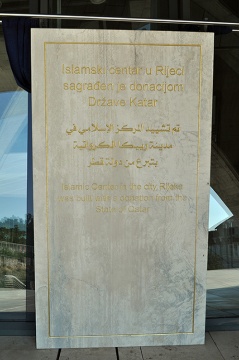 Islamski centar u Rijeci
sagrađen je donacijom
Države Katar
تم تشييد المركز الإسلامي في
مدينة رييكا الكرواتية
بتبرع من دولة قطر
Islamic Center in the city Rijeka
was built with a donation from the
State of Qatar